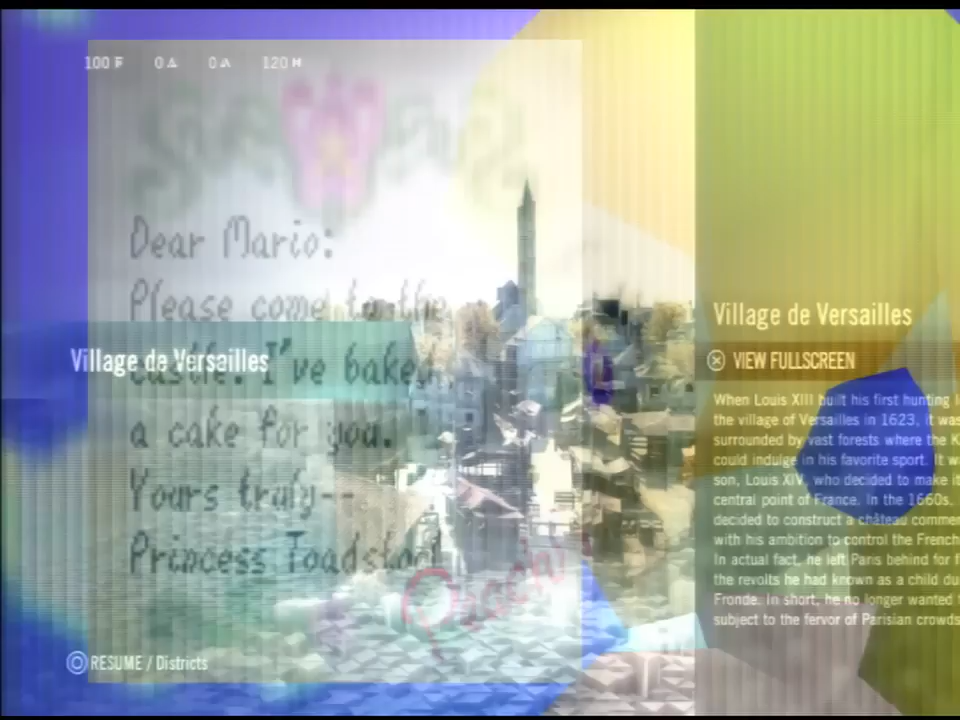 100 F 0 0 120 M
Dear Mario:
Please come to the
castle. I've baked
a cake for you.
Yours truly--
Princess Toadstool
Peach
Village de Versailles
Village de Versailles
VIEW FULLSCREEN
When Louis XIII built his first hunting
the village of Versailles in 1623, it was
surrounded by vast forests where the
could indulge in his favorite sport. It
son, Louis XIV, who decided to make it
central point of France. In the 1660s,
decided to construct a château
with his ambition to control the French
In actual fact, he left Paris behind for
the revolts he had known as a child
Fronde. In short, he no longer wanted
subject to the fervor of Parisian crowds
RESUME / Districts